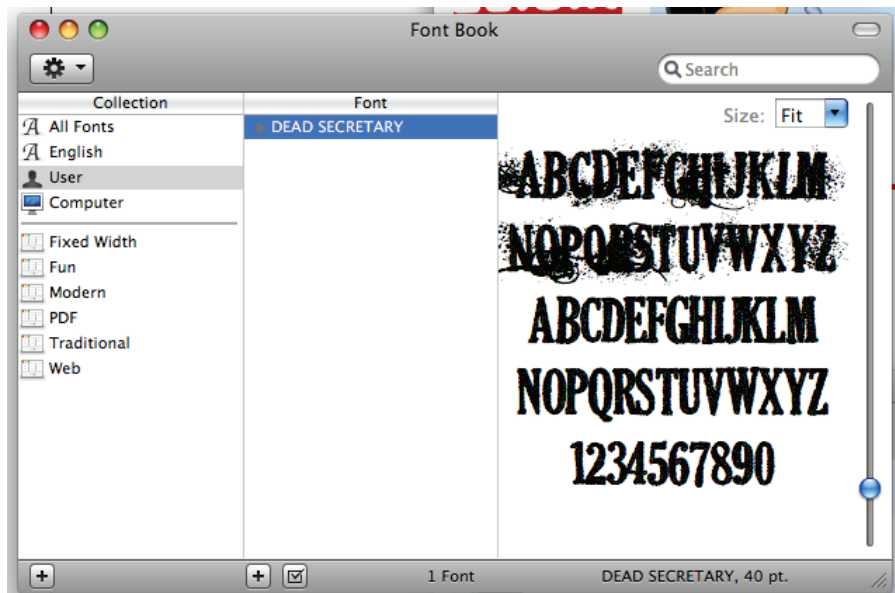 Font Book
Search
Collection
Font
All Fonts
English
User
Computer
Fixed Width
Fun
Modern
PDF
Traditional
Web
DEAD SECRETARY
Size: Fit
ABCDEFGHIJKLM
NOPQRSTUVWXYZ
ABCDEFGHIJKLM
NOPQRSTUVWXYZ
1234567890
1 Font
DEAD SECRETARY, 40 pt.